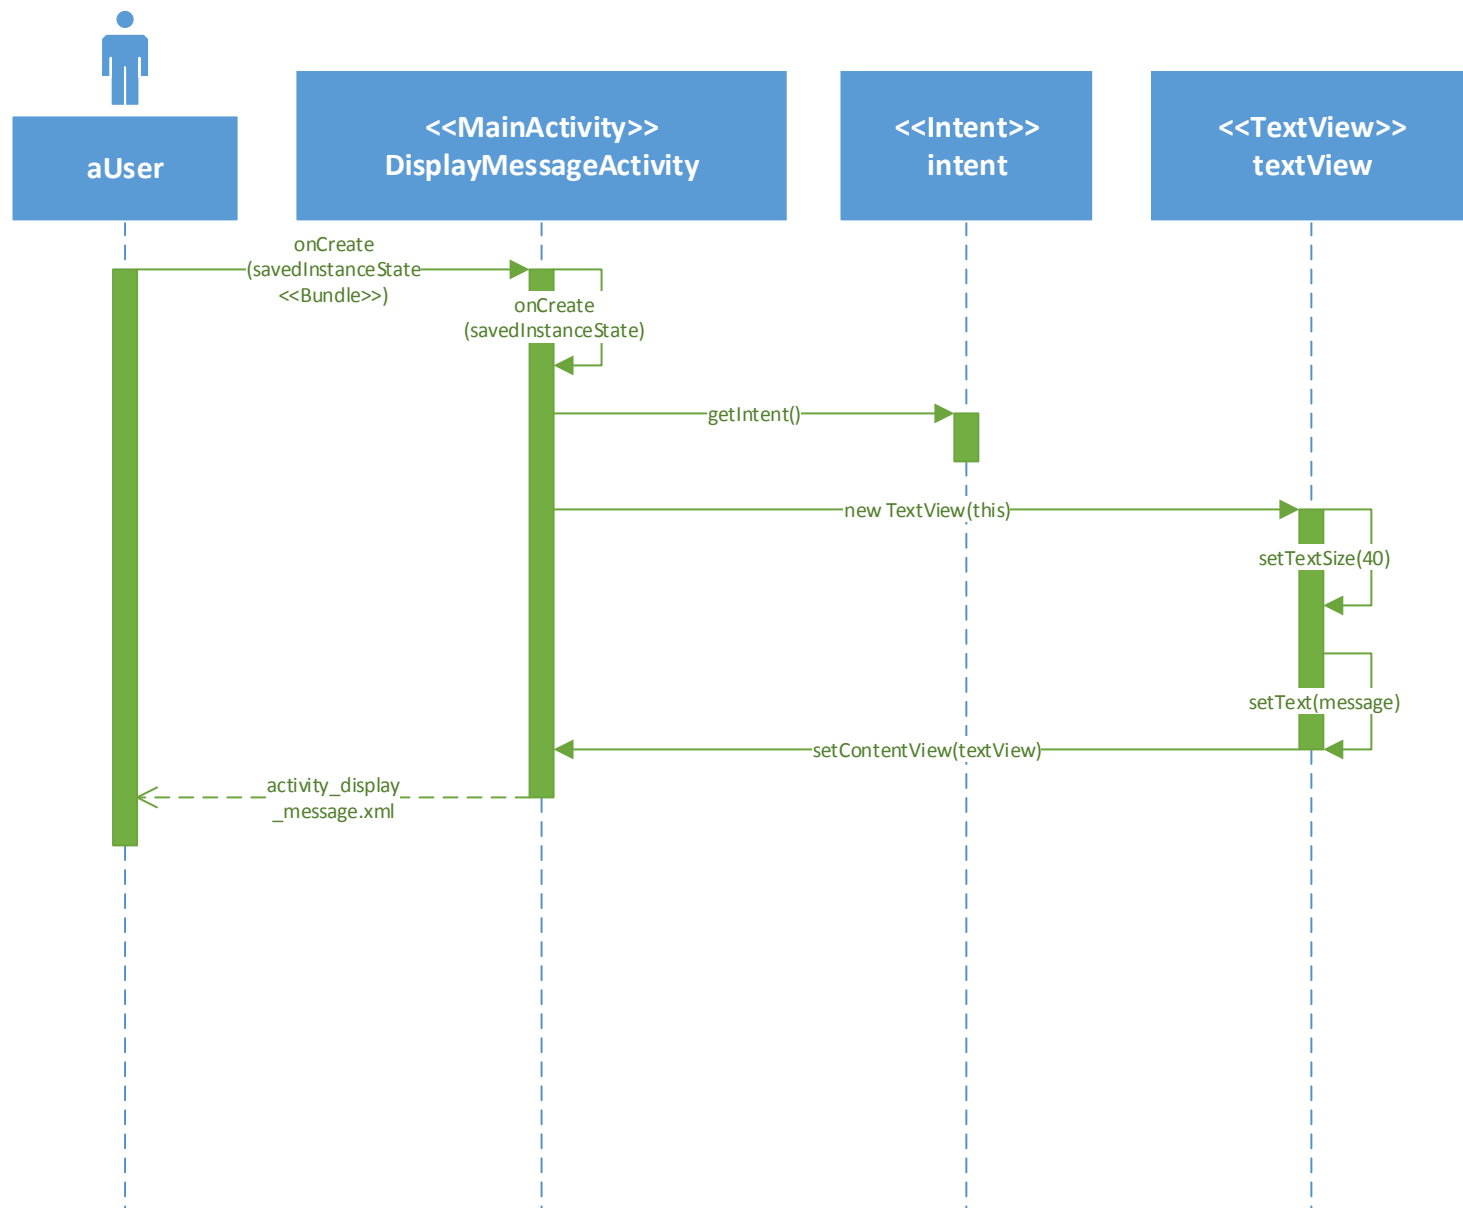 aUser
<<MainActivity>>
DisplayMessageActivity
<<Intent>>
intent
<<TextView>>
textView
onCreate
(savedInstanceState
<<Bundle>>)
onCreate
(savedInstanceState)
getIntent()
new TextView(this)
setTextSize(40)
setText(message)
setContentView(textView)
activity_display
_message.xml